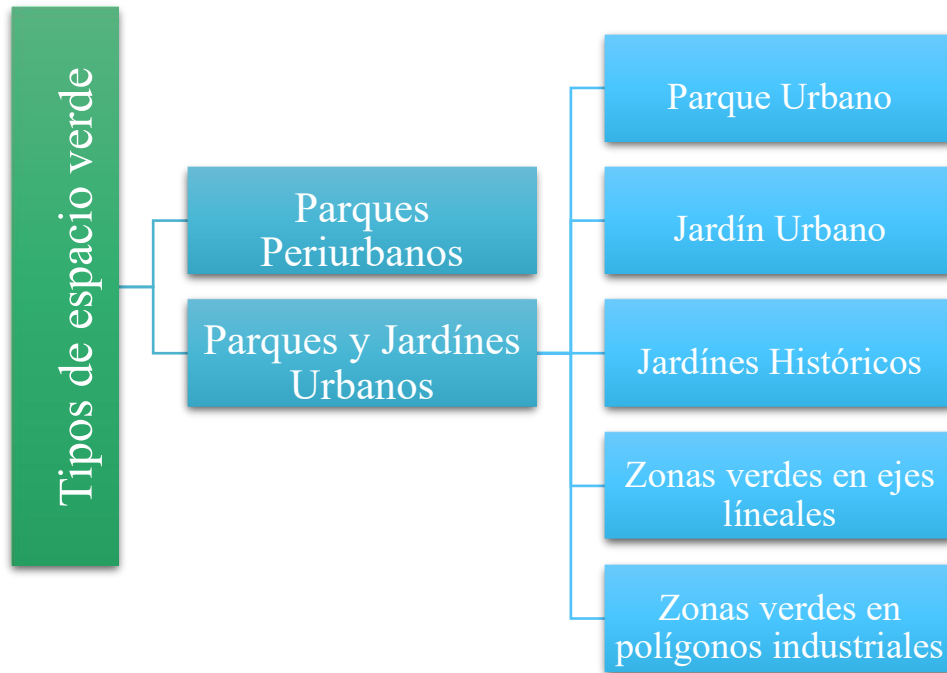 Tipos de espacio verde
Parques
Periurbanos
Parques y Jardínes
Urbanos
Parque Urbano
Jardín Urbano
Jardínes Históricos
Zonas verdes en ejes
líneales
Zonas verdes en
polígonos industriales